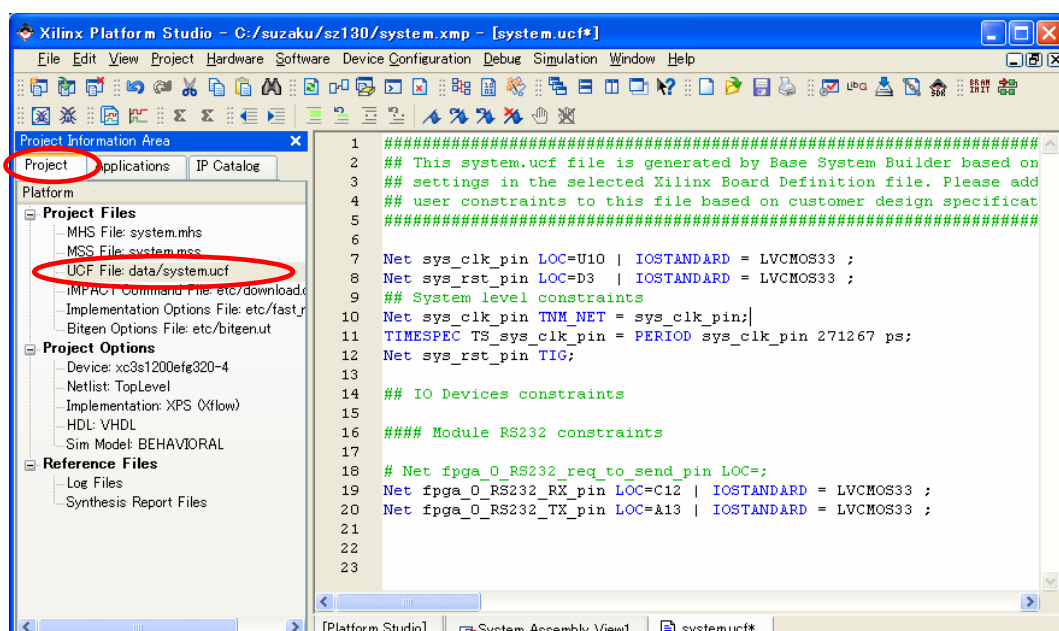 Xilinx Platform Studio - C:/suzaku/sz130/system.xmp - [system.ucf*]
File Edit View Project Hardware Software Device Configuration Debug Simulation Window Help
Project Information Area
Project Applications IP Catalog
Platform
Project Files
MHS File: system.mhs
MSS File: system.mss
UCF File: data/system.ucf
iMPACT Command File: etc/download.c
Implementation Options File: etc/fast_r
Bitgen Options File: etc/bitgen.ut
Project Options
Device: xc3s1200efg320-4
Netlist: TopLevel
Implementation: XPS (Xflow)
HDL: VHDL
Sim Model: BEHAVIORAL
Reference Files
Log Files
Synthesis Report Files
1 ####################################################################
2 ## This system.ucf file is generated by Base System Builder based on
3 ## settings in the selected Xilinx Board Definition file. Please add
4 ## user constraints to this file based on customer design specificat
5 ####################################################################
6
7 Net sys_clk_pin LOC=U10 | IOSTANDARD = LVCMOS33 ;
8 Net sys_rst_pin LOC=D3 | IOSTANDARD = LVCMOS33 ;
9 ## System level constraints
10 Net sys_clk_pin TNM_NET = sys_clk_pin;
11 TIMESPEC TS_sys_clk_pin = PERIOD sys_clk_pin 271267 ps;
12 Net sys_rst_pin TIG;
13
14 ## IO Devices constraints
15
16 #### Module RS232 constraints
17
18 # Net fpga_0_RS232_req_to_send_pin LOC=;
19 Net fpga_0_RS232_RX_pin LOC=C12 | IOSTANDARD = LVCMOS33 ;
20 Net fpga_0_RS232_TX_pin LOC=A13 | IOSTANDARD = LVCMOS33 ;
21
22
23
[Platform Studio] System Assembly View1 system.ucf*